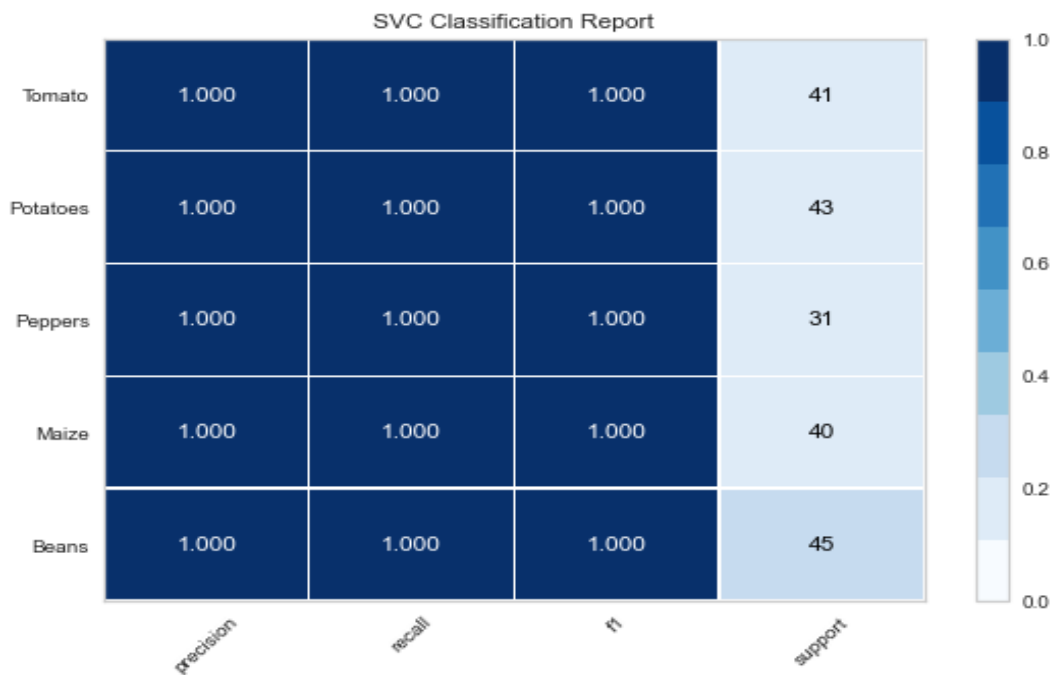 SVC Classification Report
Tomato 1.000 1.000 1.000 41
Potatoes 1.000 1.000 1.000 43
Peppers 1.000 1.000 1.000 31
Maize 1.000 1.000 1.000 40
Beans 1.000 1.000 1.000 45
precision recall f1 support
1.0
0.8
0.6
0.4
0.2
0.0